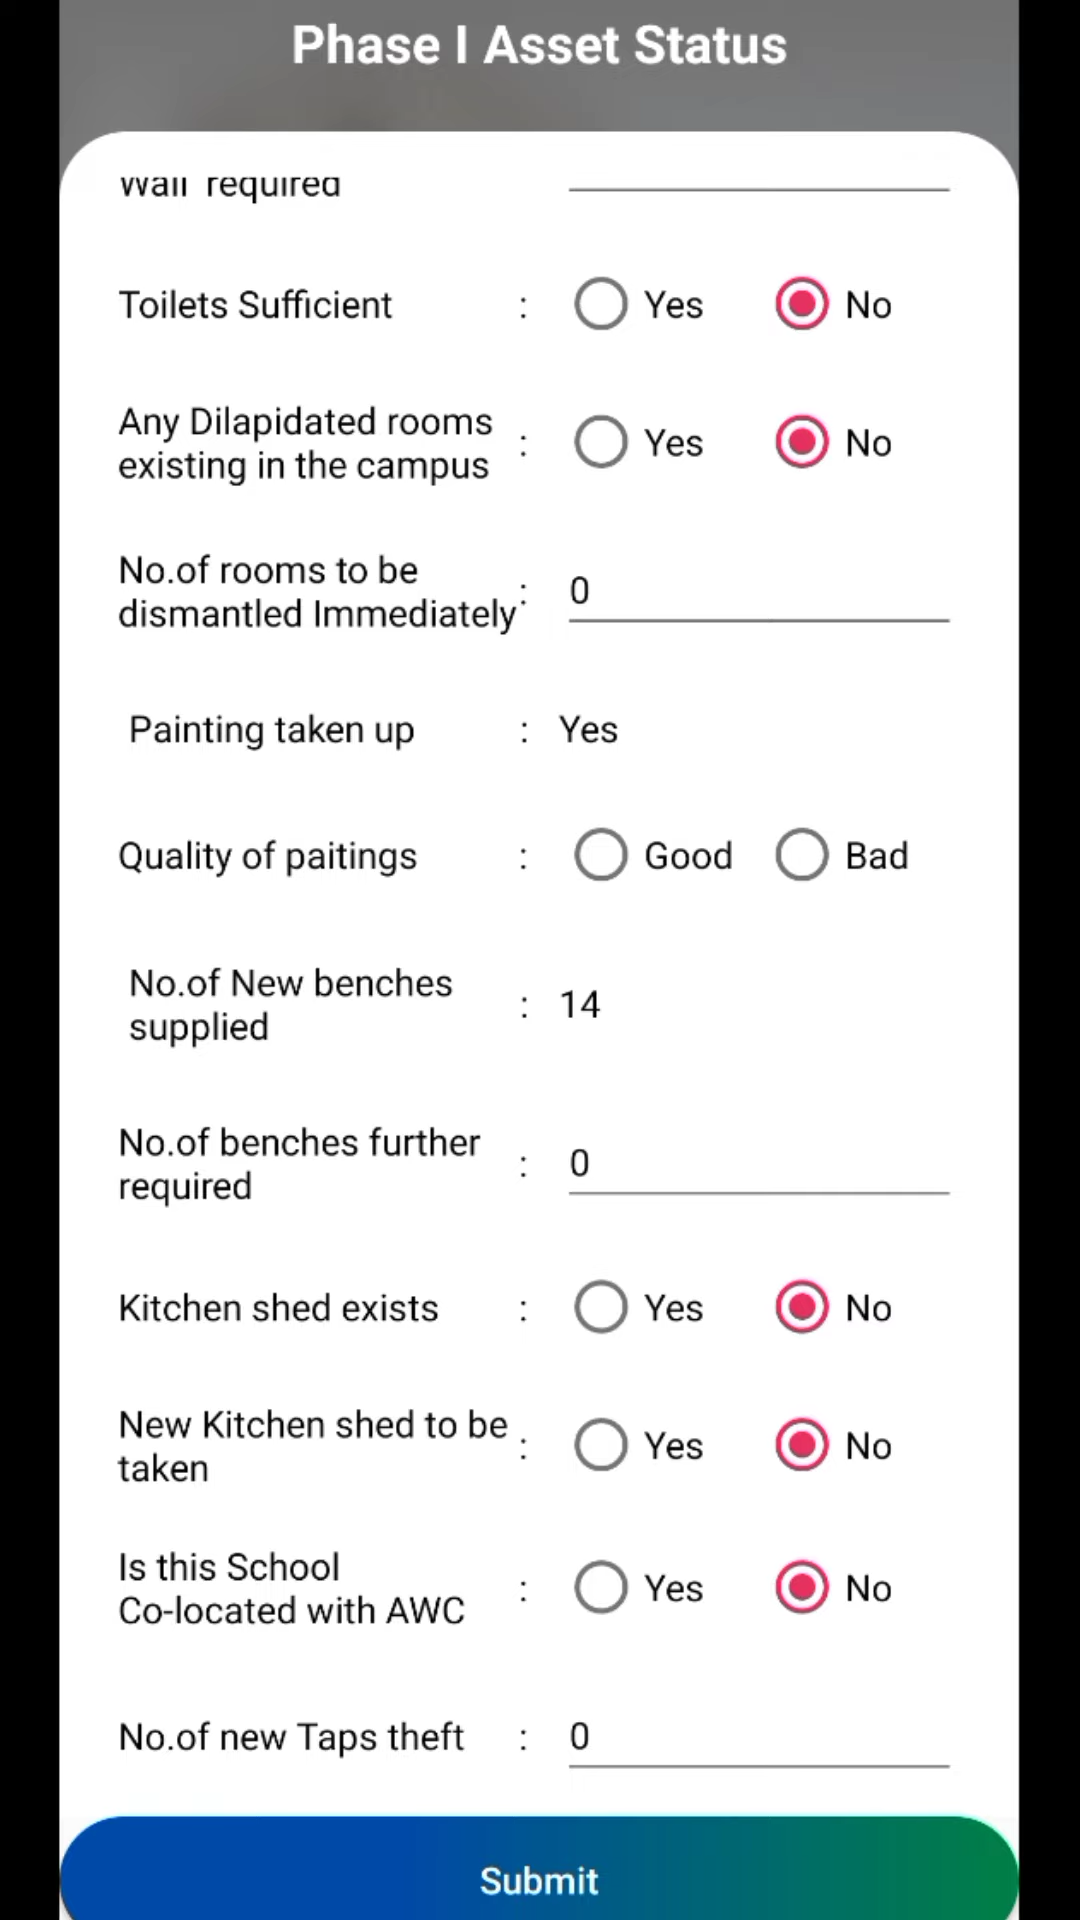 Phase I Asset Status
Wall required
Toilets Sufficient : Yes No
Any Dilapidated rooms
existing in the campus : Yes No
No.of rooms to be
dismantled Immediately : 0
Painting taken up : Yes
Quality of paitings : Good Bad
No.of New benches
supplied : 14
No.of benches further
required : 0
Kitchen shed exists : Yes No
New Kitchen shed to be
taken : Yes No
Is this School
Co-located with AWC : Yes No
No.of new Taps theft : 0
Submit